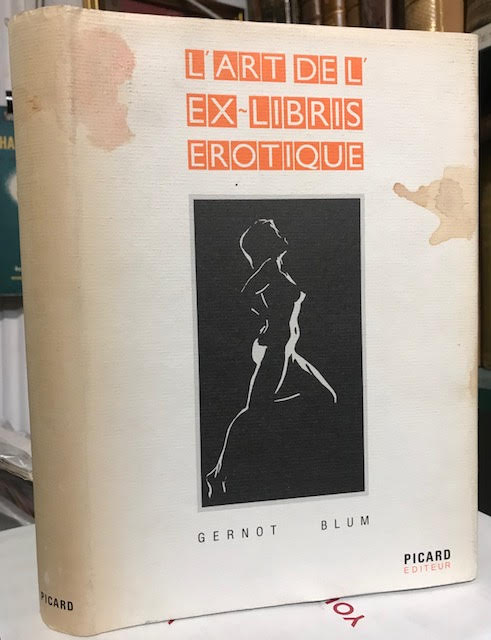 L'ART DE L'
EX~LIBRIS
EROTIQUE
GERNOT BLUM
PICARD
EDITEUR
PICARD